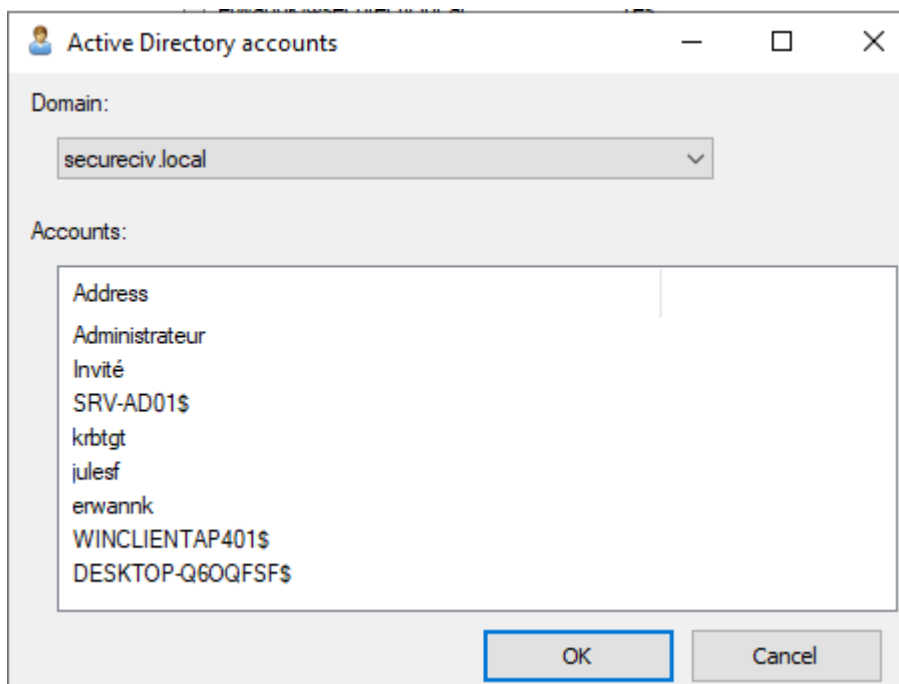 Active Directory accounts
Domain:
secureciv.local
Accounts:
Address
Administrateur
Invité
SRV-AD01$
krbtgt
julesf
erwannk
WINCLIENTAP401$
DESKTOP-Q6OQFSF$
OK
Cancel